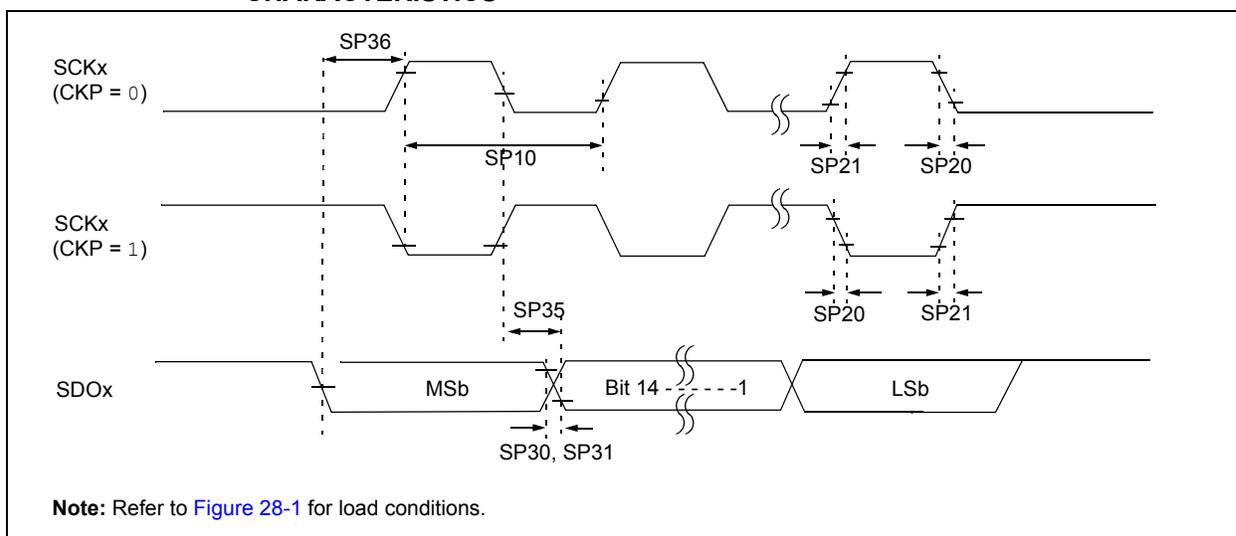 SP36
SCKx
(CKP = 0)
SP10
SP21
SP20
SCKx
(CKP = 1)
SP35
SP20
SP21
SDOx
MSb
Bit 14 - - - - - - -1
LSb
SP30, SP31
Note: Refer to Figure 28-1 for load conditions.